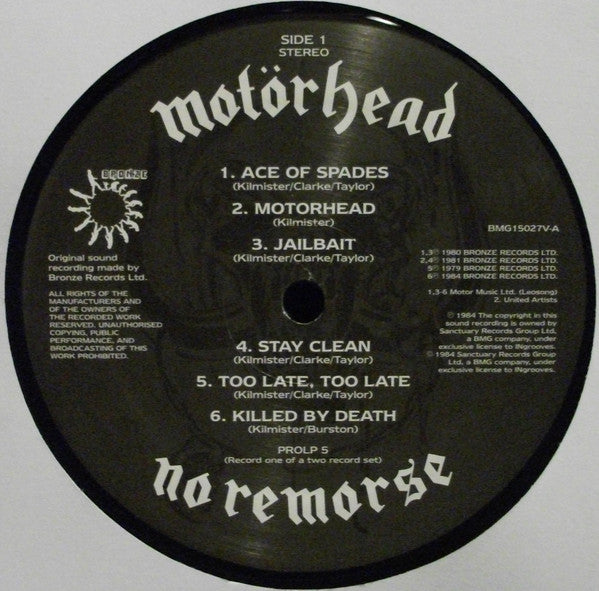 SIDE 1
STEREO
motörhead
1. ACE OF SPADES
(Kilmister/Clarke/Taylor)
2. MOTORHEAD
(Kilmister)
3. JAILBAIT
(Kilmister/Clarke/Taylor)
BRONZE
Original sound
recording made by
Bronze Records Ltd.
ALL RIGHTS OF THE
MANUFACTURERS AND
OF THE OWNERS OF
THE RECORDED WORK
RESERVED. UNAUTHORISED
COPYING, PUBLIC
PERFORMANCE, AND
BROADCASTING OF THIS
WORK PROHIBITED.
BMG15027V-A
1,3℗ 1980 BRONZE RECORDS LTD.
2,4℗ 1981 BRONZE RECORDS LTD.
5℗ 1979 BRONZE RECORDS LTD.
6℗ 1984 BRONZE RECORDS LTD.
1,3-6 Motor Music Ltd. (Leosong)
2. United Artists
℗ 1984 The copyright in this
sound recording is owned by
Sanctuary Records Group
Ltd., a BMG company, under
exclusive license to INgrooves.
© 1984 Sanctuary Records Group
Ltd. a BMG company, under
exclusive license to INgrooves.
4. STAY CLEAN
(Kilmister/Clarke/Taylor)
5. TOO LATE, TOO LATE
(Kilmister/Clarke/Taylor)
6. KILLED BY DEATH
(Kilmister/Burston)
PROLP 5
(Record one of a two record set)
no remorse